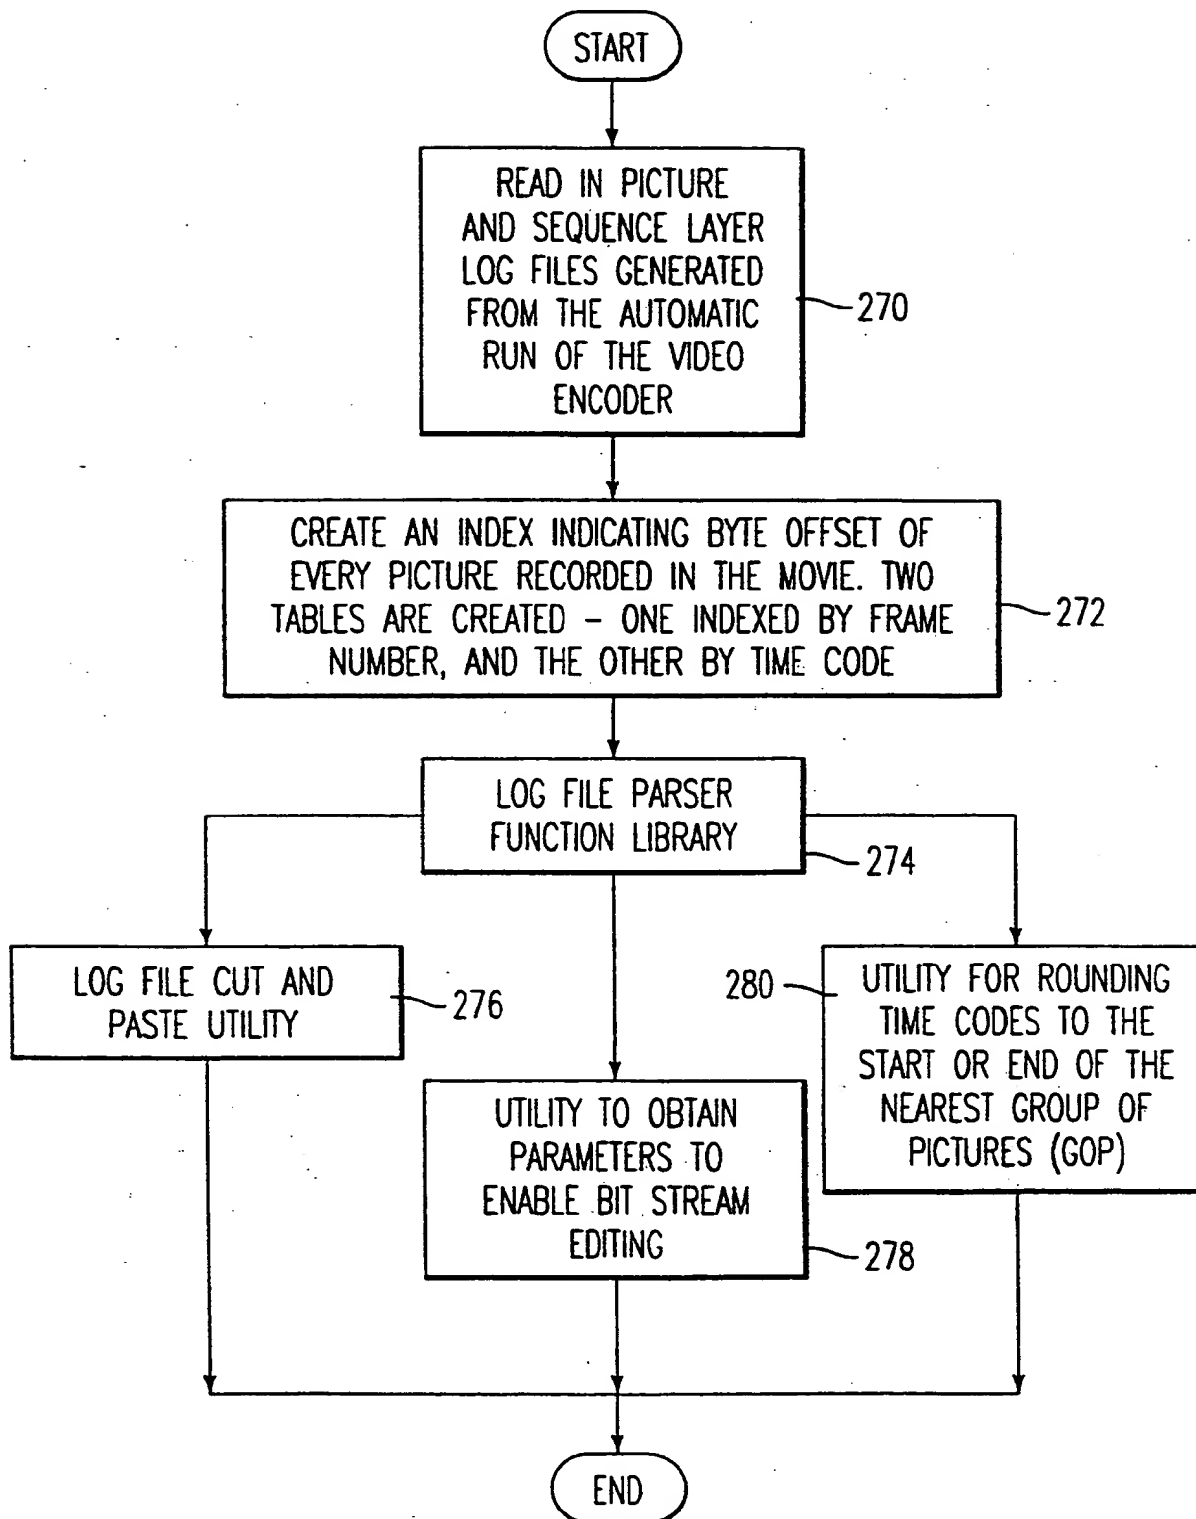 START
READ IN PICTURE
AND SEQUENCE LAYER
LOG FILES GENERATED
FROM THE AUTOMATIC
RUN OF THE VIDEO
ENCODER
270
CREATE AN INDEX INDICATING BYTE OFFSET OF
EVERY PICTURE RECORDED IN THE MOVIE. TWO
TABLES ARE CREATED – ONE INDEXED BY FRAME
NUMBER, AND THE OTHER BY TIME CODE
272
LOG FILE PARSER
FUNCTION LIBRARY
274
LOG FILE CUT AND
PASTE UTILITY
276
UTILITY TO OBTAIN
PARAMETERS TO
ENABLE BIT STREAM
EDITING
278
280
UTILITY FOR ROUNDING
TIME CODES TO THE
START OR END OF THE
NEAREST GROUP OF
PICTURES (GOP)
END